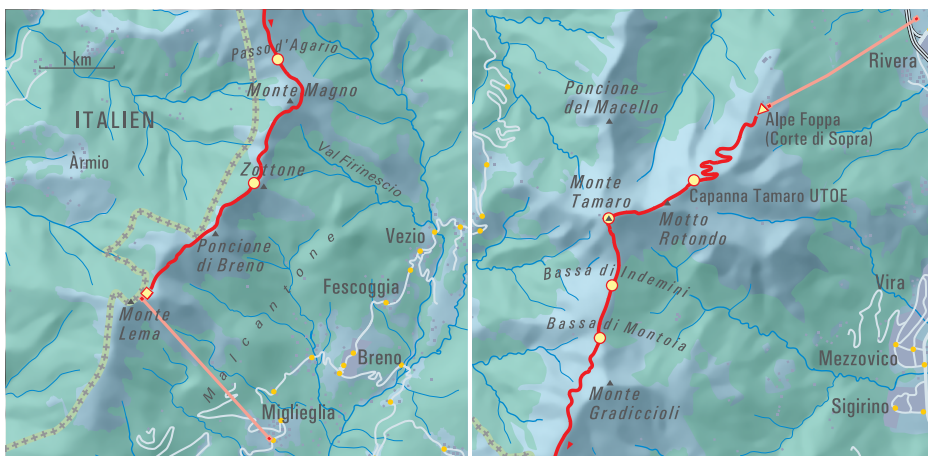 Passo d'Agario
1 km
Monte Magno
ITALIEN
Val Firinescio
Àrmio
Zottone
Poncione
di Breno
Vezio
Fescoggia
Monte
Lema
Malcanfone
Breno
Miglieglia
Rivera
Poncione
del Macello
Alpe Foppa
(Corte di Sopra)
Monte
Tamaro
Capanna Tamaro UTOE
Motto
Rotondo
Bassa di Indemini
Vira
Bassa di Montoia
Mezzovico
Monte
Gradiccioli
Sigirino